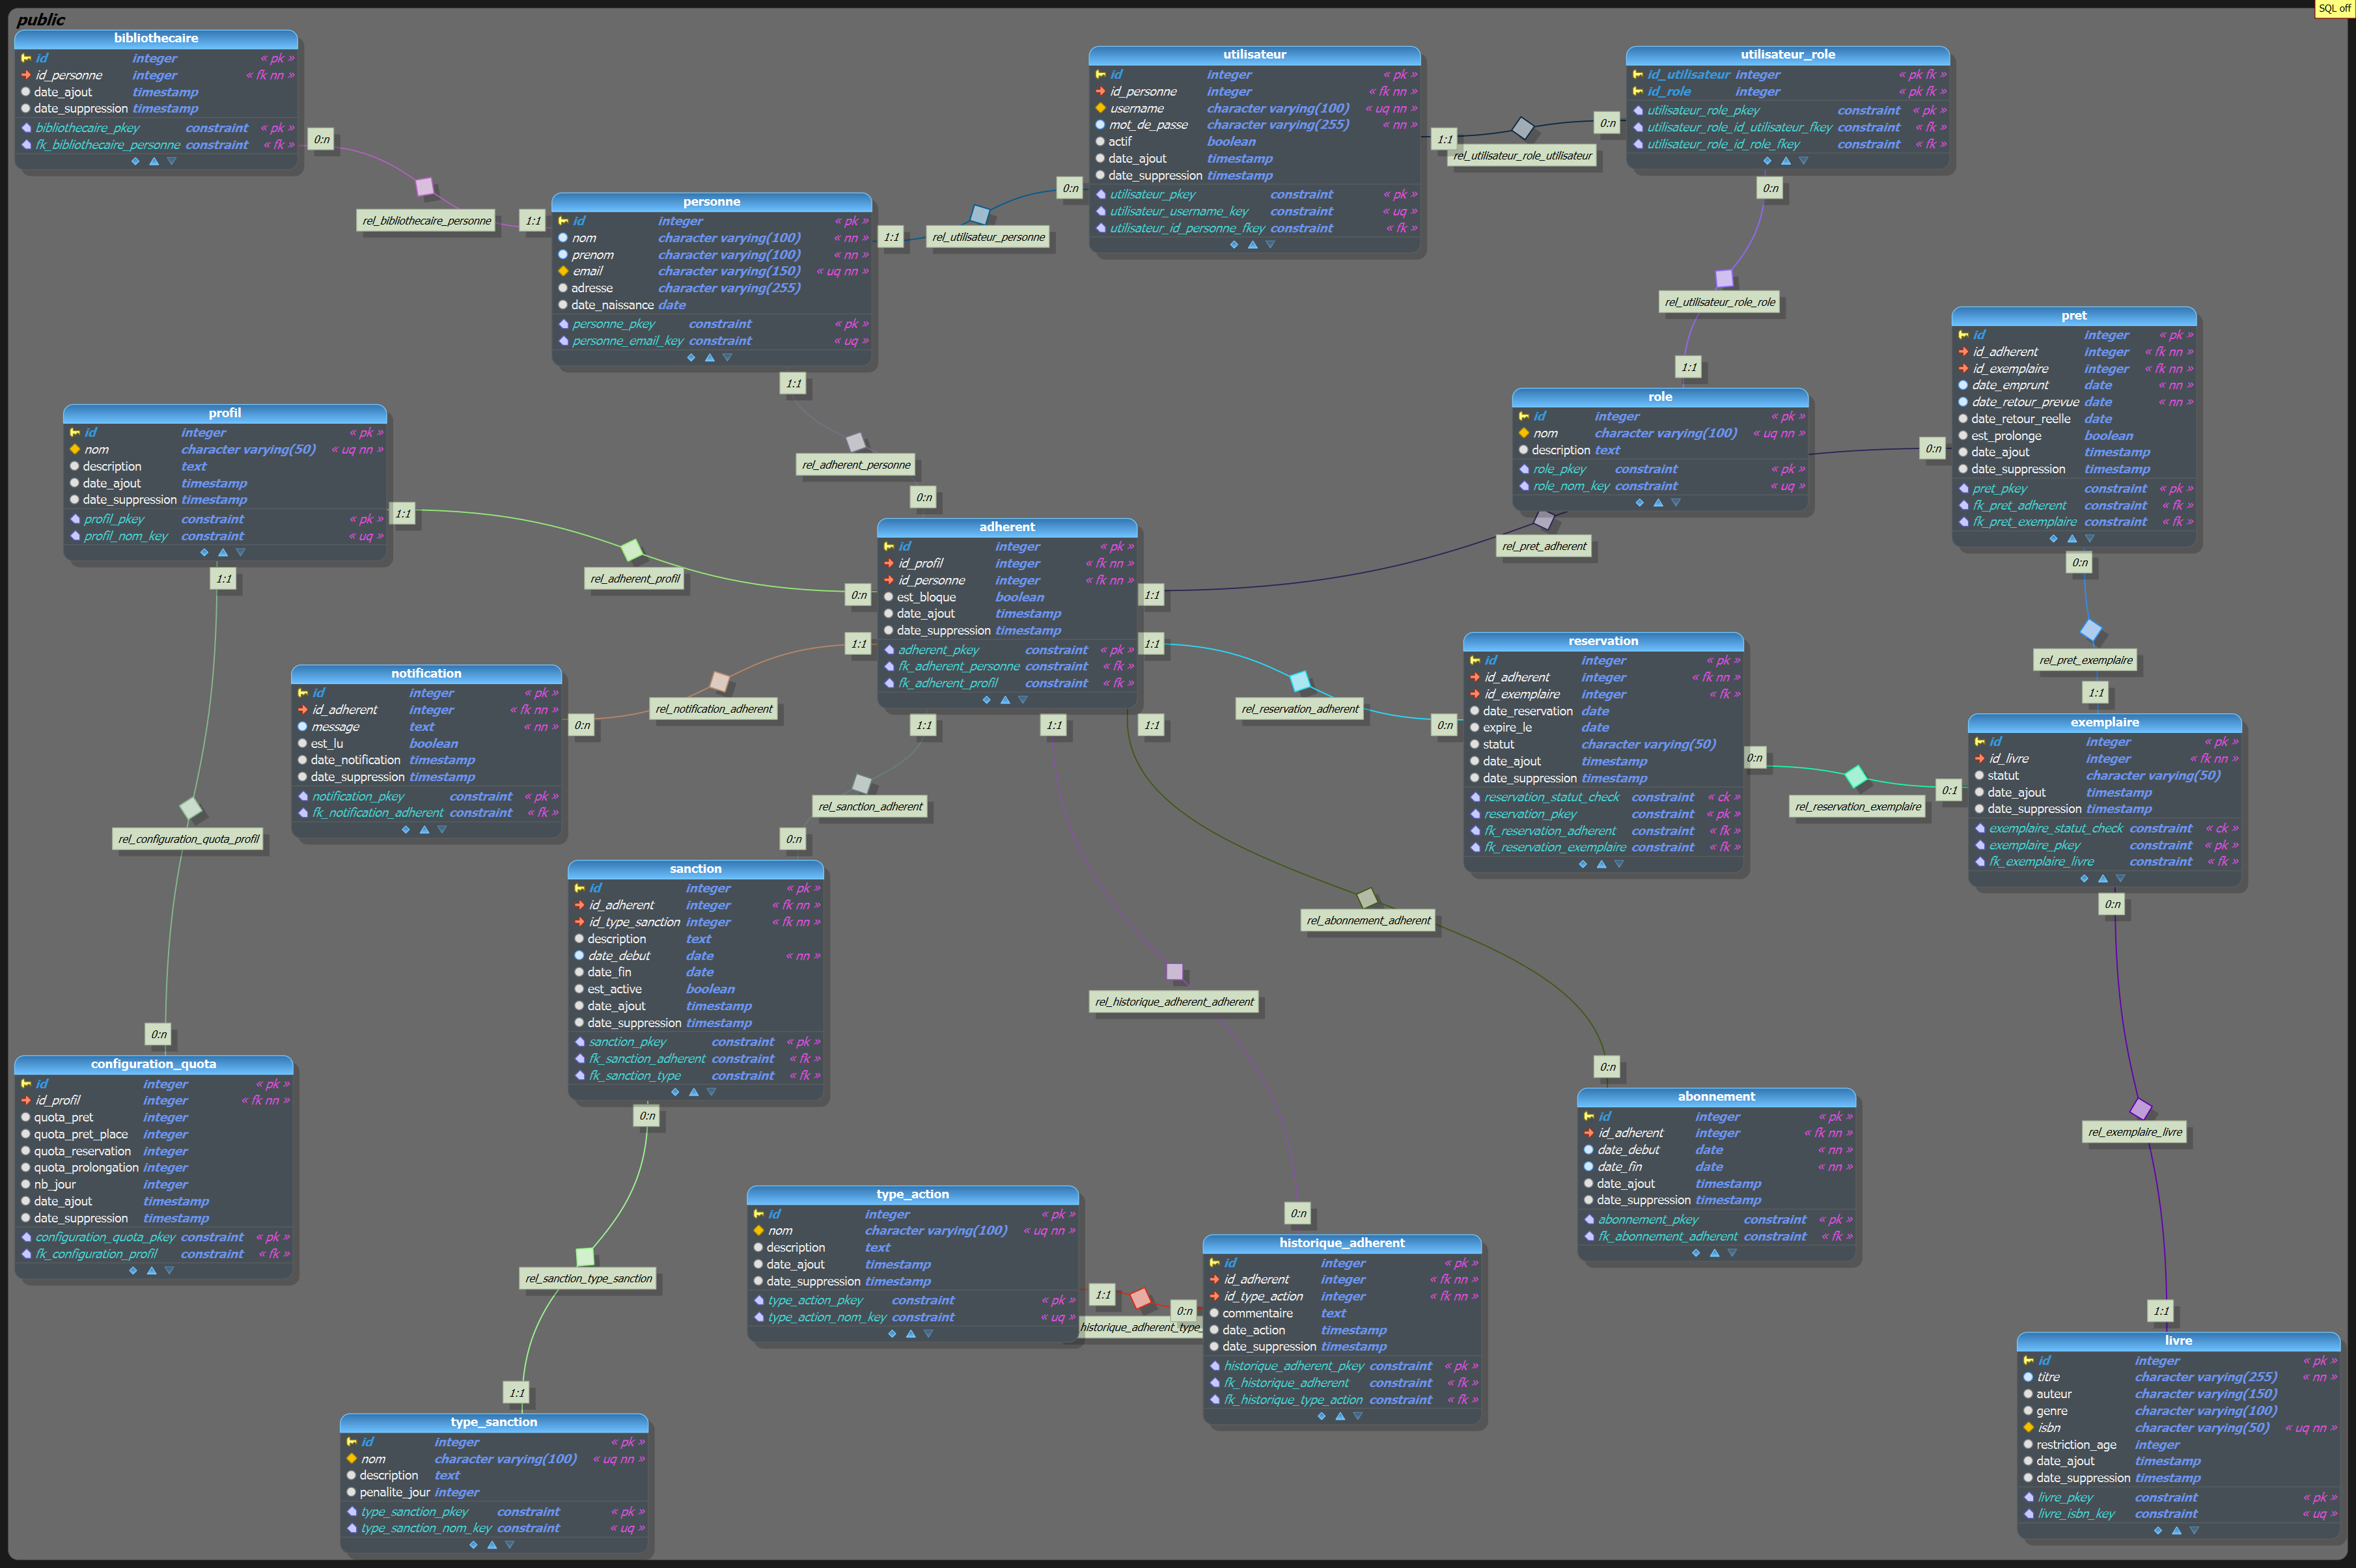 public
SQL off
bibliothecaire
id integer « pk »
id_personne integer « fk nn »
date_ajout timestamp
date_suppression timestamp
bibliothecaire_pkey constraint « pk »
fk_bibliothecaire_personne constraint « fk »
0:n
rel_bibliothecaire_personne
1:1
personne
id integer « pk »
nom character varying(100) « nn »
prenom character varying(100) « nn »
email character varying(150) « uq nn »
adresse character varying(255)
date_naissance date
personne_pkey constraint « pk »
personne_email_key constraint « uq »
1:1
rel_utilisateur_personne
0:n
utilisateur
id integer « pk »
id_personne integer « fk nn »
username character varying(100) « uq nn »
mot_de_passe character varying(255) « nn »
actif boolean
date_ajout timestamp
date_suppression timestamp
utilisateur_pkey constraint « pk »
utilisateur_username_key constraint « uq »
utilisateur_id_personne_fkey constraint « fk »
1:1
rel_utilisateur_role_utilisateur
0:n
utilisateur_role
id_utilisateur integer « pk fk »
id_role integer « pk fk »
utilisateur_role_pkey constraint « pk »
utilisateur_role_id_utilisateur_fkey constraint « fk »
utilisateur_role_id_role_fkey constraint « fk »
0:n
rel_utilisateur_role_role
1:1
role
id integer « pk »
nom character varying(100) « uq nn »
description text
role_pkey constraint « pk »
role_nom_key constraint « uq »
pret
id integer « pk »
id_adherent integer « fk nn »
id_exemplaire integer « fk nn »
date_emprunt date « nn »
date_retour_prevue date « nn »
date_retour_reelle date
est_prolonge boolean
date_ajout timestamp
date_suppression timestamp
pret_pkey constraint « pk »
fk_pret_adherent constraint « fk »
fk_pret_exemplaire constraint « fk »
0:n
rel_pret_adherent
1:1
0:n
rel_pret_exemplaire
1:1
profil
id integer « pk »
nom character varying(50) « uq nn »
description text
date_ajout timestamp
date_suppression timestamp
profil_pkey constraint « pk »
profil_nom_key constraint « uq »
1:1
rel_adherent_profil
0:n
1:1
rel_configuration_quota_profil
0:n
1:1
rel_adherent_personne
0:n
adherent
id integer « pk »
id_profil integer « fk nn »
id_personne integer « fk nn »
est_bloque boolean
date_ajout timestamp
date_suppression timestamp
adherent_pkey constraint « pk »
fk_adherent_personne constraint « fk »
fk_adherent_profil constraint « fk »
notification
id integer « pk »
id_adherent integer « fk nn »
message text « nn »
est_lu boolean
date_notification timestamp
date_suppression timestamp
notification_pkey constraint « pk »
fk_notification_adherent constraint « fk »
0:n
rel_notification_adherent
1:1
1:1
rel_reservation_adherent
0:n
reservation
id integer « pk »
id_adherent integer « fk nn »
id_exemplaire integer « fk »
date_reservation date
expire_le date
statut character varying(50)
date_ajout timestamp
date_suppression timestamp
reservation_statut_check constraint « ck »
reservation_pkey constraint « pk »
fk_reservation_adherent constraint « fk »
fk_reservation_exemplaire constraint « fk »
0:n
rel_reservation_exemplaire
0:1
exemplaire
id integer « pk »
id_livre integer « fk nn »
statut character varying(50)
date_ajout timestamp
date_suppression timestamp
exemplaire_statut_check constraint « ck »
exemplaire_pkey constraint « pk »
fk_exemplaire_livre constraint « fk »
0:n
rel_exemplaire_livre
1:1
1:1
rel_sanction_adherent
0:n
sanction
id integer « pk »
id_adherent integer « fk nn »
id_type_sanction integer « fk nn »
description text
date_debut date « nn »
date_fin date
est_active boolean
date_ajout timestamp
date_suppression timestamp
sanction_pkey constraint « pk »
fk_sanction_adherent constraint « fk »
fk_sanction_type constraint « fk »
0:n
rel_sanction_type_sanction
1:1
1:1
rel_historique_adherent_adherent
0:n
1:1
rel_abonnement_adherent
0:n
configuration_quota
id integer « pk »
id_profil integer « fk nn »
quota_pret integer
quota_pret_place integer
quota_reservation integer
quota_prolongation integer
nb_jour integer
date_ajout timestamp
date_suppression timestamp
configuration_quota_pkey constraint « pk »
fk_configuration_profil constraint « fk »
abonnement
id integer « pk »
id_adherent integer « fk nn »
date_debut date « nn »
date_fin date « nn »
date_ajout timestamp
date_suppression timestamp
abonnement_pkey constraint « pk »
fk_abonnement_adherent constraint « fk »
type_action
id integer « pk »
nom character varying(100) « uq nn »
description text
date_ajout timestamp
date_suppression timestamp
type_action_pkey constraint « pk »
type_action_nom_key constraint « uq »
1:1
0:n
historique_adherent_type_
historique_adherent
id integer « pk »
id_adherent integer « fk nn »
id_type_action integer « fk nn »
commentaire text
date_action timestamp
date_suppression timestamp
historique_adherent_pkey constraint « pk »
fk_historique_adherent constraint « fk »
fk_historique_type_action constraint « fk »
livre
id integer « pk »
titre character varying(255) « nn »
auteur character varying(150)
genre character varying(100)
isbn character varying(50) « uq nn »
restriction_age integer
date_ajout timestamp
date_suppression timestamp
livre_pkey constraint « pk »
livre_isbn_key constraint « uq »
type_sanction
id integer « pk »
nom character varying(100) « uq nn »
description text
penalite_jour integer
type_sanction_pkey constraint « pk »
type_sanction_nom_key constraint « uq »